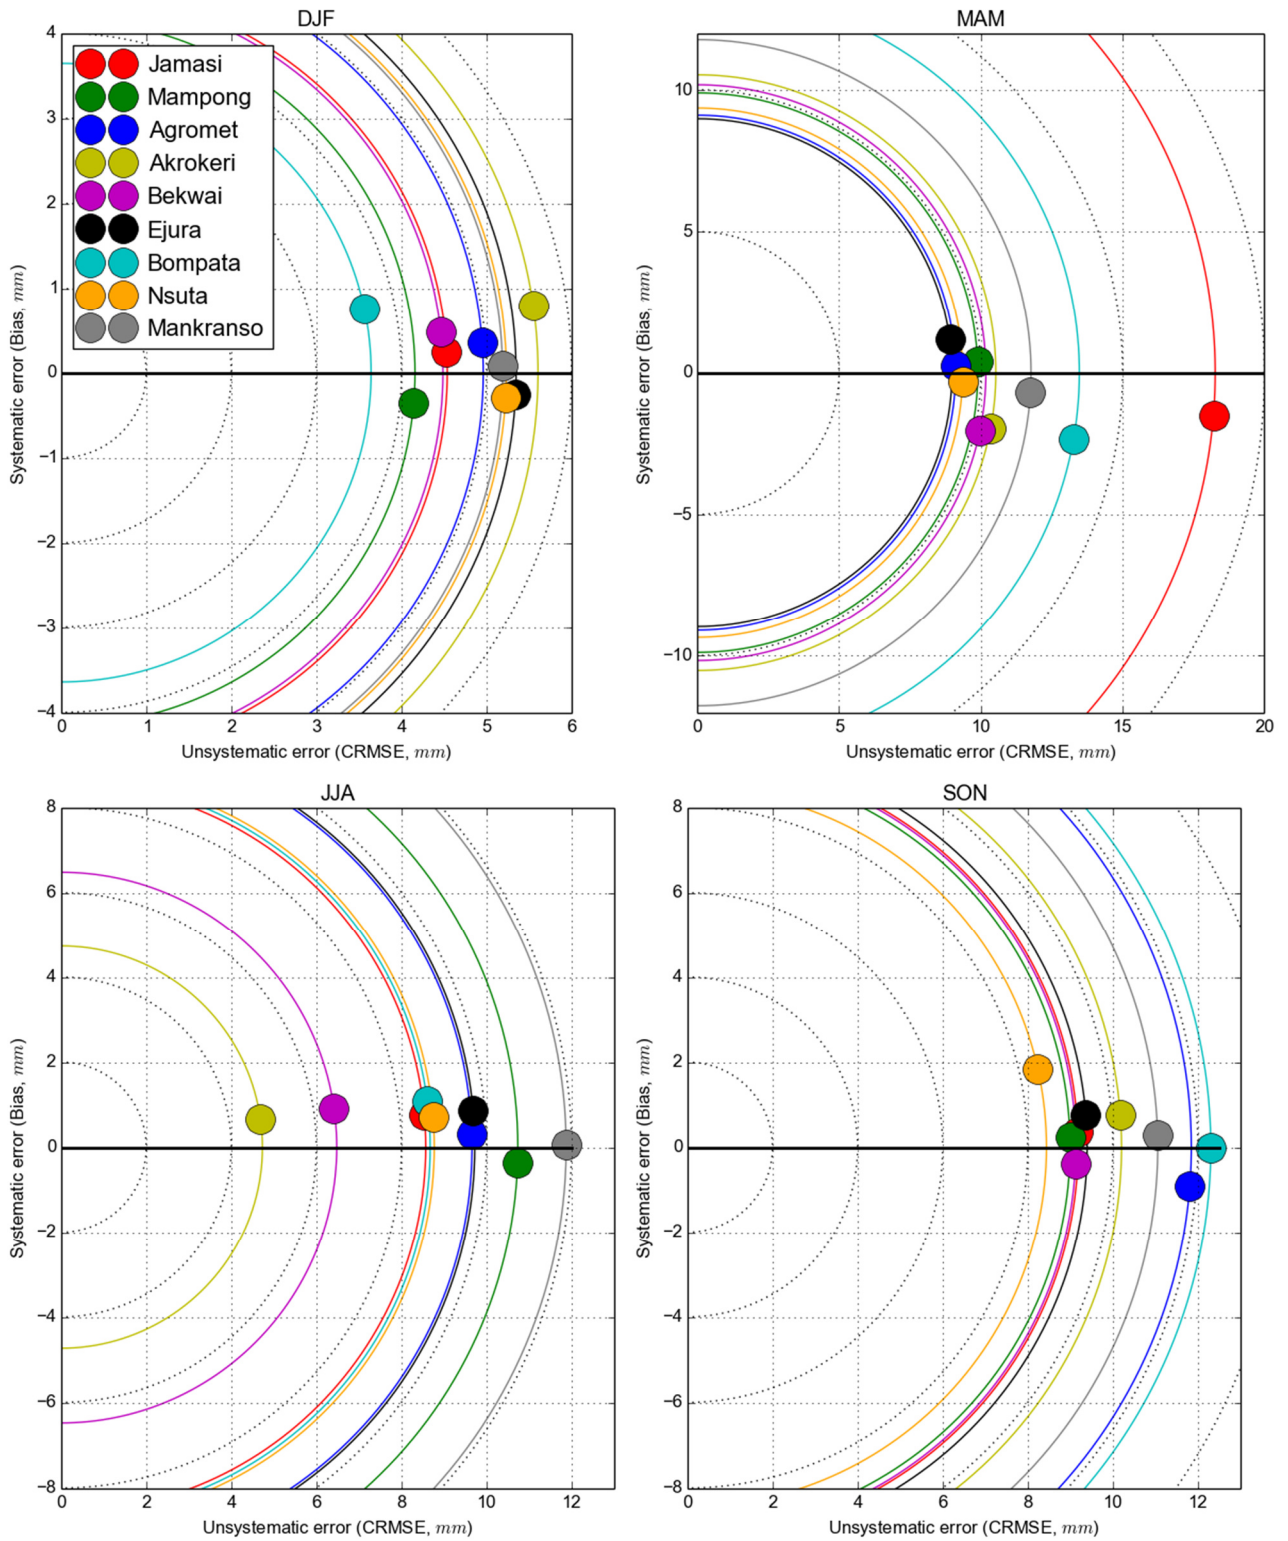 DJF
4
3
2
1
0
−1
−2
−3
−4
Systematic error (Bias, mm)
Jamasi
Mampong
Agromet
Akrokeri
Bekwai
Ejura
Bompata
Nsuta
Mankranso
0 1 2 3 4 5 6
Unsystematic error (CRMSE, mm)
MAM
10
5
0
−5
−10
Systematic error (Bias, mm)
0 5 10 15 20
Unsystematic error (CRMSE, mm)
JJA
8
6
4
2
0
−2
−4
−6
−8
Systematic error (Bias, mm)
0 2 4 6 8 10 12
Unsystematic error (CRMSE, mm)
SON
8
6
4
2
0
−2
−4
−6
−8
Systematic error (Bias, mm)
0 2 4 6 8 10 12
Unsystematic error (CRMSE, mm)